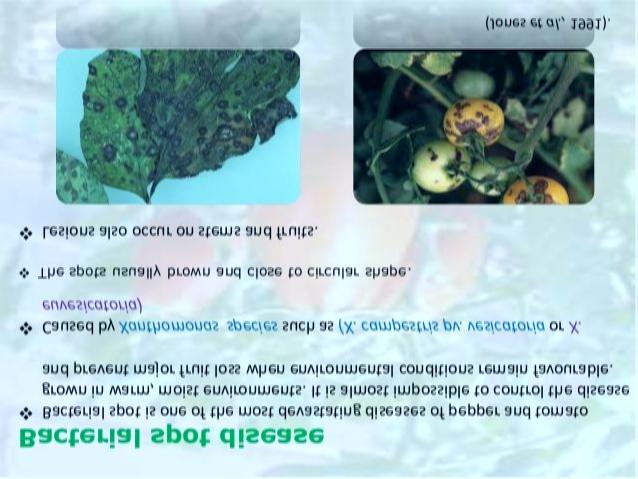 Bacterial spot disease
❖ Bacterial spot is one of the most devastating diseases of pepper and tomato
grown in warm, moist environments. It is almost impossible to control the disease
and prevent major fruit loss when environmental conditions remain favourable.
❖ Caused by Xanthomonas species such as (X. campestris pv. vesicatoria or X.
euvesicatoria)
❖ The spots usually brown and close to circular shape.
❖ Lesions also occur on stems and fruits.
(Jones et al., 1991).